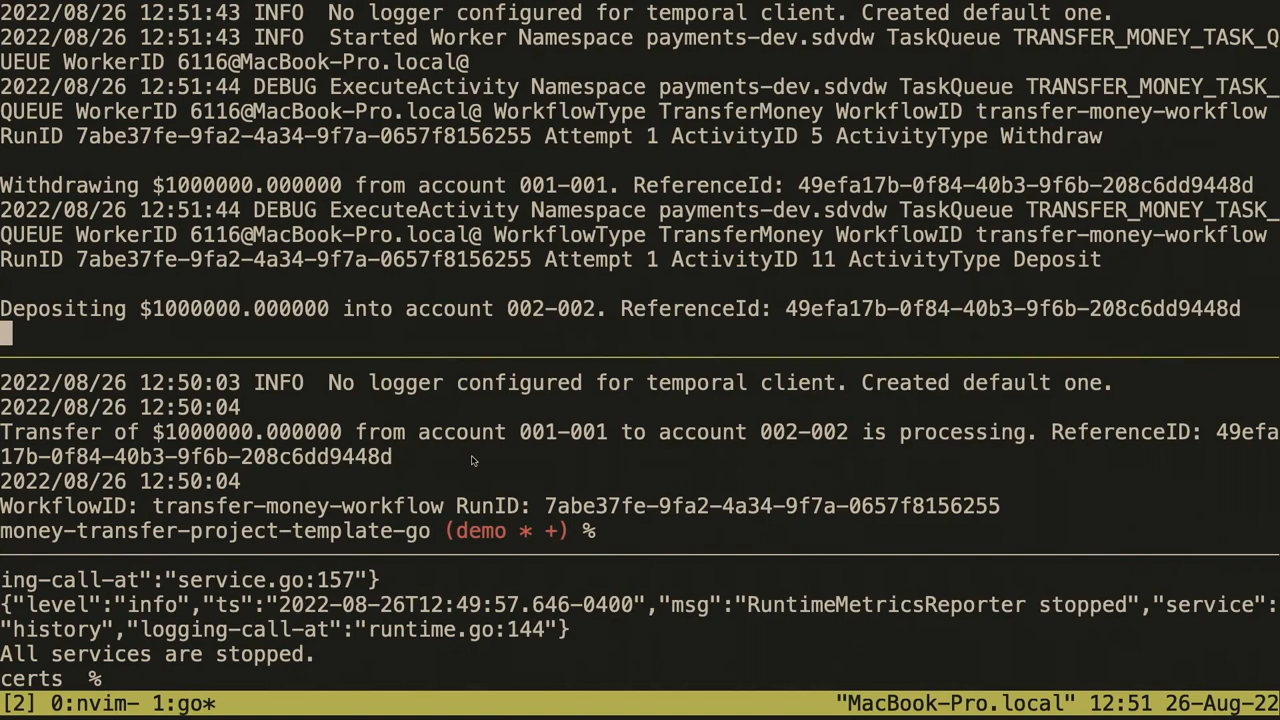 2022/08/26 12:51:43 INFO  No logger configured for temporal client. Created default one.
2022/08/26 12:51:43 INFO  Started Worker Namespace payments-dev.sdvdw TaskQueue TRANSFER_MONEY_TASK_Q
UEUE WorkerID 6116@MacBook-Pro.local@
2022/08/26 12:51:44 DEBUG ExecuteActivity Namespace payments-dev.sdvdw TaskQueue TRANSFER_MONEY_TASK_
QUEUE WorkerID 6116@MacBook-Pro.local@ WorkflowType TransferMoney WorkflowID transfer-money-workflow
RunID 7abe37fe-9fa2-4a34-9f7a-0657f8156255 Attempt 1 ActivityID 5 ActivityType Withdraw
Withdrawing $1000000.000000 from account 001-001. ReferenceId: 49efa17b-0f84-40b3-9f6b-208c6dd9448d
2022/08/26 12:51:44 DEBUG ExecuteActivity Namespace payments-dev.sdvdw TaskQueue TRANSFER_MONEY_TASK_
QUEUE WorkerID 6116@MacBook-Pro.local@ WorkflowType TransferMoney WorkflowID transfer-money-workflow
RunID 7abe37fe-9fa2-4a34-9f7a-0657f8156255 Attempt 1 ActivityID 11 ActivityType Deposit
Depositing $1000000.000000 into account 002-002. ReferenceId: 49efa17b-0f84-40b3-9f6b-208c6dd9448d
2022/08/26 12:50:03 INFO  No logger configured for temporal client. Created default one.
2022/08/26 12:50:04
Transfer of $1000000.000000 from account 001-001 to account 002-002 is processing. ReferenceID: 49efa
17b-0f84-40b3-9f6b-208c6dd9448d
2022/08/26 12:50:04
WorkflowID: transfer-money-workflow RunID: 7abe37fe-9fa2-4a34-9f7a-0657f8156255
money-transfer-project-template-go (demo * +) %
ing-call-at":"service.go:157"}
{"level":"info","ts":"2022-08-26T12:49:57.646-0400","msg":"RuntimeMetricsReporter stopped","service":
"history","logging-call-at":"runtime.go:144"}
All services are stopped.
certs  %
[2] 0:nvim- 1:go* "MacBook-Pro.local" 12:51 26-Aug-22